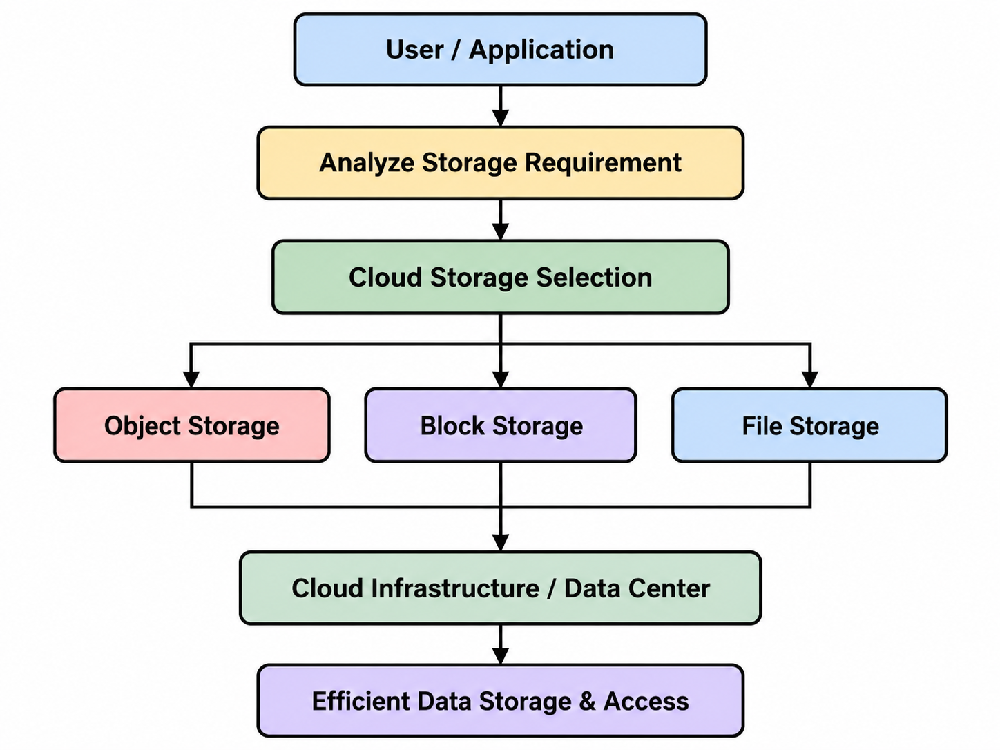 User / Application
Analyze Storage Requirement
Cloud Storage Selection
Object Storage
Block Storage
File Storage
Cloud Infrastructure / Data Center
Efficient Data Storage & Access